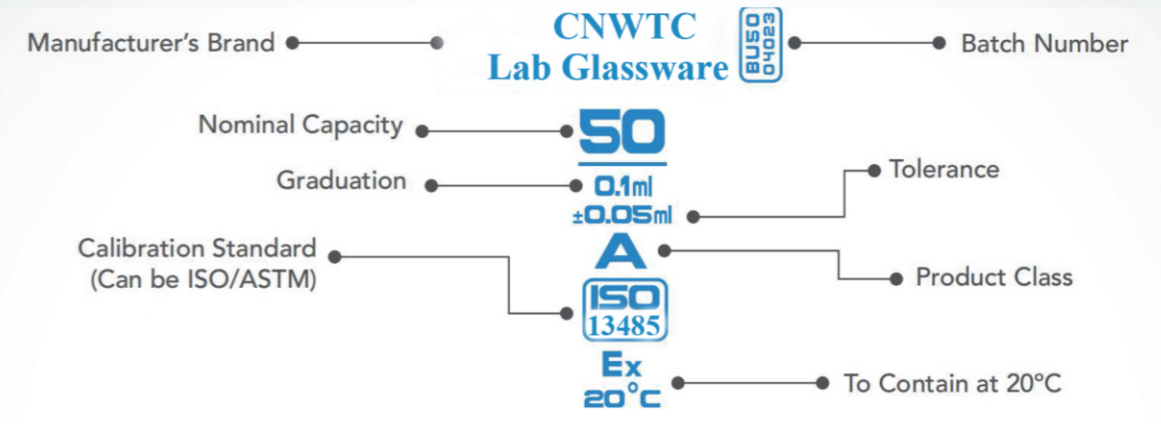 Manufacturer's Brand
CNWTC
Lab Glassware
BUSO
04023
Batch Number
Nominal Capacity
50
Graduation
0.1ml
Tolerance
±0.05ml
Calibration Standard
(Can be ISO/ASTM)
A
Product Class
ISO
13485
Ex
20°C
To Contain at 20°C